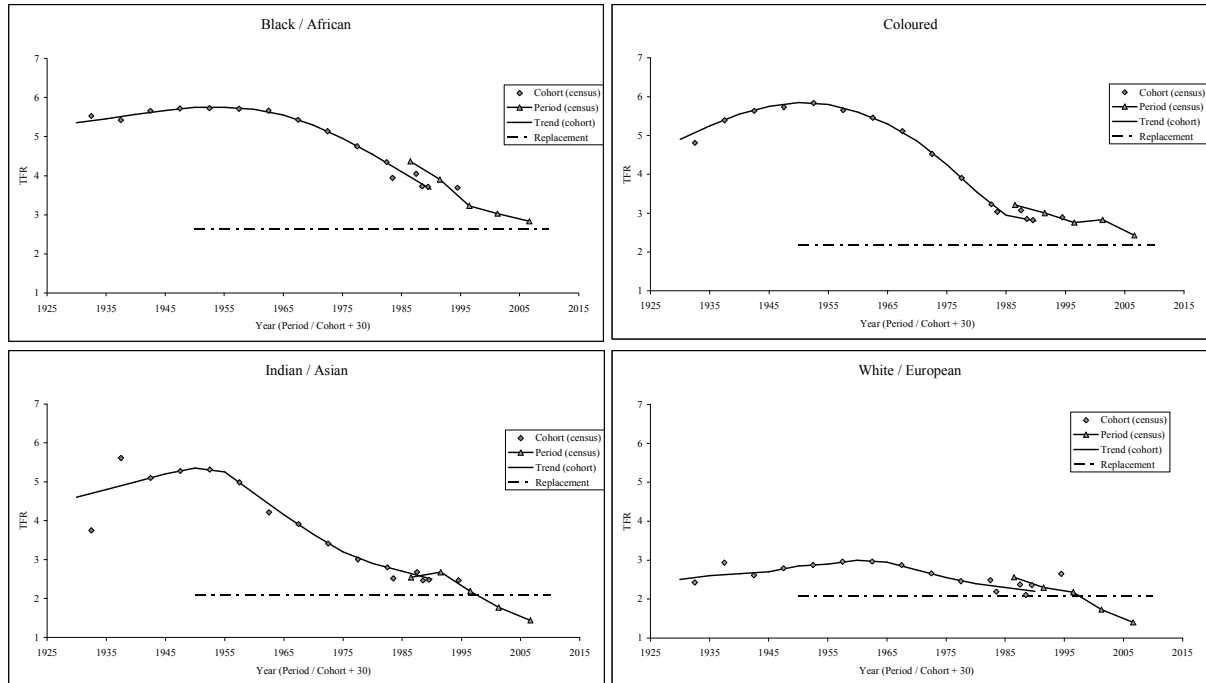 Black / African
7
6
5
4
3
2
1
TFR
1925
1935
1945
1955
1965
1975
1985
1995
2005
2015
Year (Period / Cohort + 30)
Cohort (census)
Period (census)
Trend (cohort)
Replacement
Coloured
7
6
5
4
3
2
1
TFR
1925
1935
1945
1955
1965
1975
1985
1995
2005
2015
Year (Period / Cohort + 30)
Cohort (census)
Period (census)
Trend (cohort)
Replacement
Indian / Asian
7
6
5
4
3
2
1
TFR
1925
1935
1945
1955
1965
1975
1985
1995
2005
2015
Year (Period / Cohort + 30)
Cohort (census)
Period (census)
Trend (cohort)
Replacement
White / European
7
6
5
4
3
2
1
TFR
1925
1935
1945
1955
1965
1975
1985
1995
2005
2015
Year (Period / Cohort + 30)
Cohort (census)
Period (census)
Trend (cohort)
Replacement